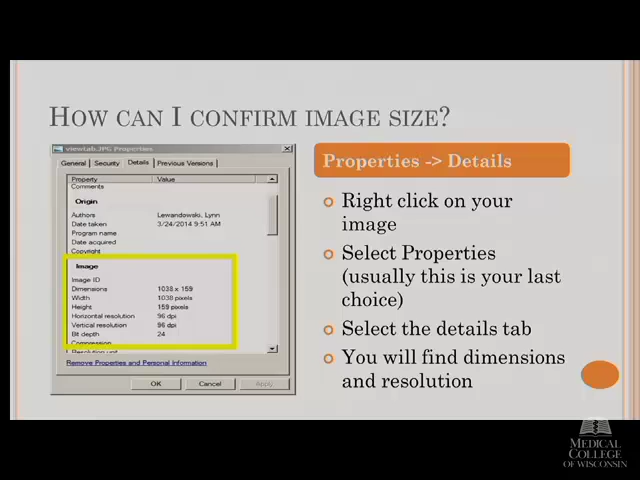 HOW CAN I CONFIRM IMAGE SIZE?
viewtab.JPG Properties
General Security Details Previous Versions
Property Value
Comments
Origin
Authors Lewandowski, Lynn
Date taken 3/24/2014 9:51 AM
Program name
Date acquired
Copyright
Image
Image ID
Dimensions 1038 x 159
Width 1038 pixels
Height 159 pixels
Horizontal resolution 96 dpi
Vertical resolution 96 dpi
Bit depth 24
Compression
Resolution unit
Remove Properties and Personal Information
OK Cancel Apply
Properties -> Details
Right click on your
image
Select Properties
(usually this is your last
choice)
Select the details tab
You will find dimensions
and resolution
MEDICAL
COLLEGE
OF WISCONSIN